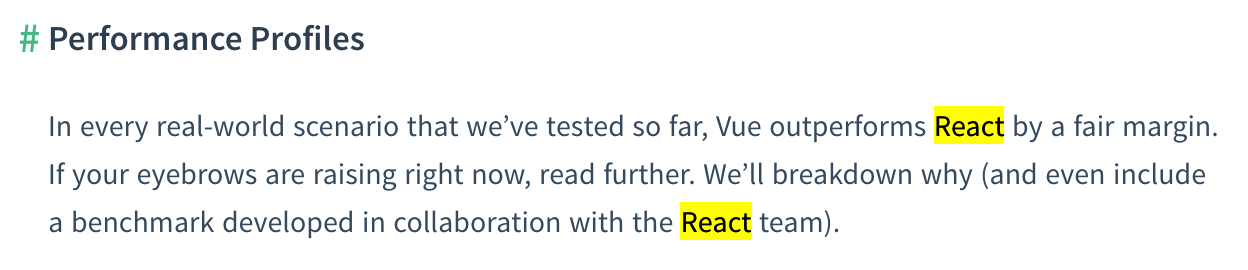 # Performance Profiles
In every real-world scenario that we’ve tested so far, Vue outperforms React by a fair margin.
If your eyebrows are raising right now, read further. We’ll breakdown why (and even include
a benchmark developed in collaboration with the React team).